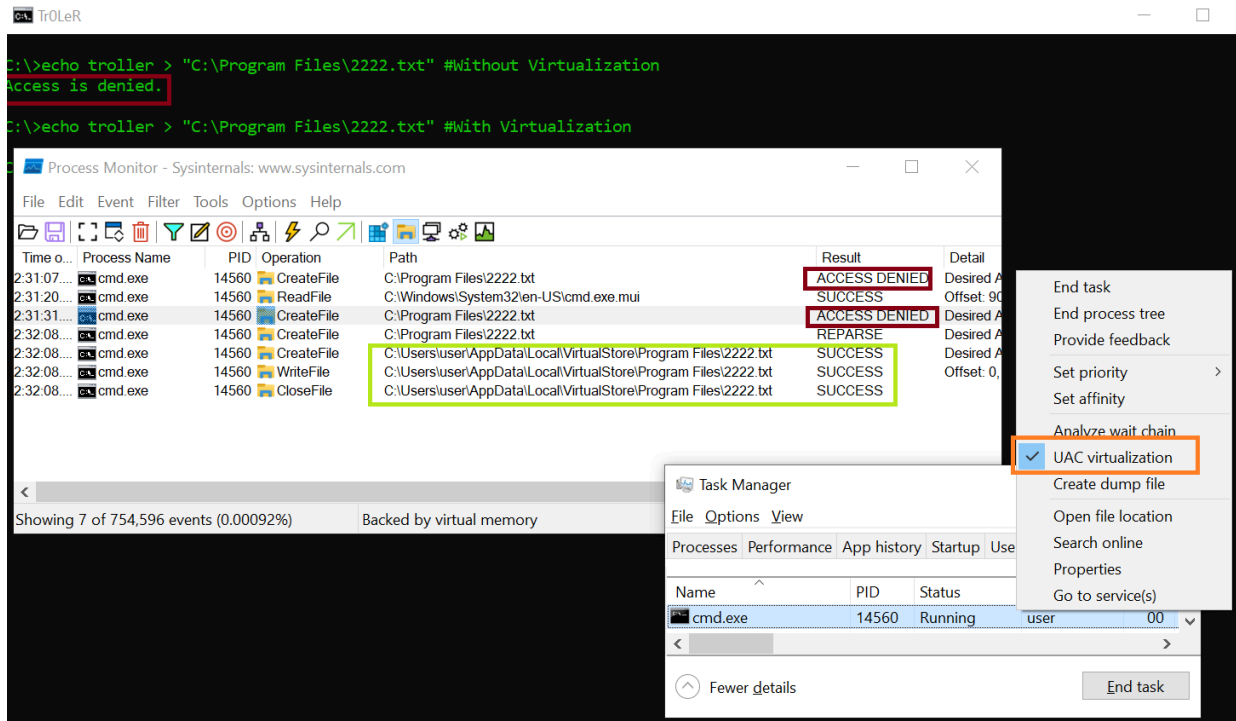 Tr0LeR
C:\>echo troller > "C:\Program Files\2222.txt" #Without Virtualization
Access is denied.
C:\>echo troller > "C:\Program Files\2222.txt" #With Virtualization
C
Process Monitor - Sysinternals: www.sysinternals.com
File Edit Event Filter Tools Options Help
Time o... Process Name PID Operation Path Result Detail
2:31:07.... cmd.exe 14560 CreateFile C:\Program Files\2222.txt ACCESS DENIED Desired A
2:31:20.... cmd.exe 14560 ReadFile C:\Windows\System32\en-US\cmd.exe.mui SUCCESS Offset: 90
2:31:31.... cmd.exe 14560 CreateFile C:\Program Files\2222.txt ACCESS DENIED Desired A
2:32:08.... cmd.exe 14560 CreateFile C:\Program Files\2222.txt REPARSE Desired A
2:32:08.... cmd.exe 14560 CreateFile C:\Users\user\AppData\Local\VirtualStore\Program Files\2222.txt SUCCESS Desired A
2:32:08.... cmd.exe 14560 WriteFile C:\Users\user\AppData\Local\VirtualStore\Program Files\2222.txt SUCCESS Offset: 0,
2:32:08.... cmd.exe 14560 CloseFile C:\Users\user\AppData\Local\VirtualStore\Program Files\2222.txt SUCCESS
Showing 7 of 754,596 events (0.00092%) Backed by virtual memory
End task
End process tree
Provide feedback
Set priority
Set affinity
Analyze wait chain
UAC virtualization
Create dump file
Open file location
Search online
Properties
Go to service(s)
Task Manager
File Options View
Processes Performance App history Startup Use
Name PID Status
cmd.exe 14560 Running user 00
Fewer details End task